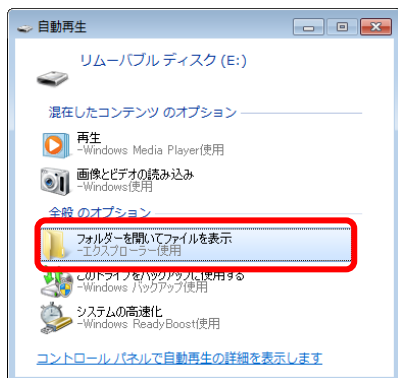 自動再生
リムーバブル ディスク (E:)
混在したコンテンツ のオプション
再生
-Windows Media Player使用
画像とビデオの読み込み
-Windows使用
全般 のオプション
フォルダーを開いてファイルを表示
-エクスプローラー使用
このドライブをバックアップに使用する
-Windows バックアップ使用
システムの高速化
-Windows ReadyBoost使用
コントロール パネルで自動再生の詳細を表示します